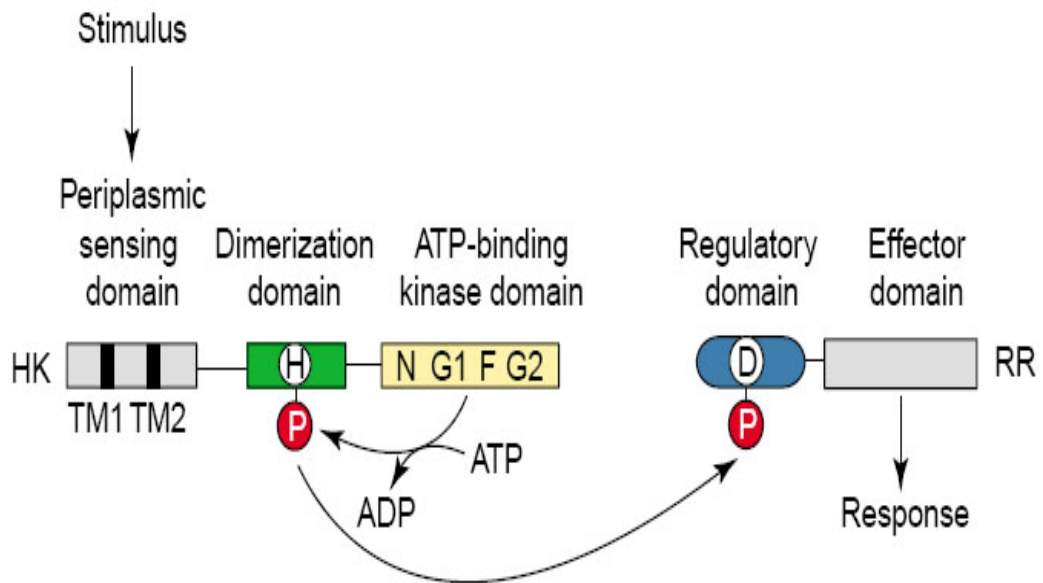 Stimulus
Periplasmic
sensing
domain
Dimerization
domain
ATP-binding
kinase domain
Regulatory
domain
Effector
domain
HK
H
N G1 F G2
D
RR
TM1 TM2
P
P
ATP
ADP
Response